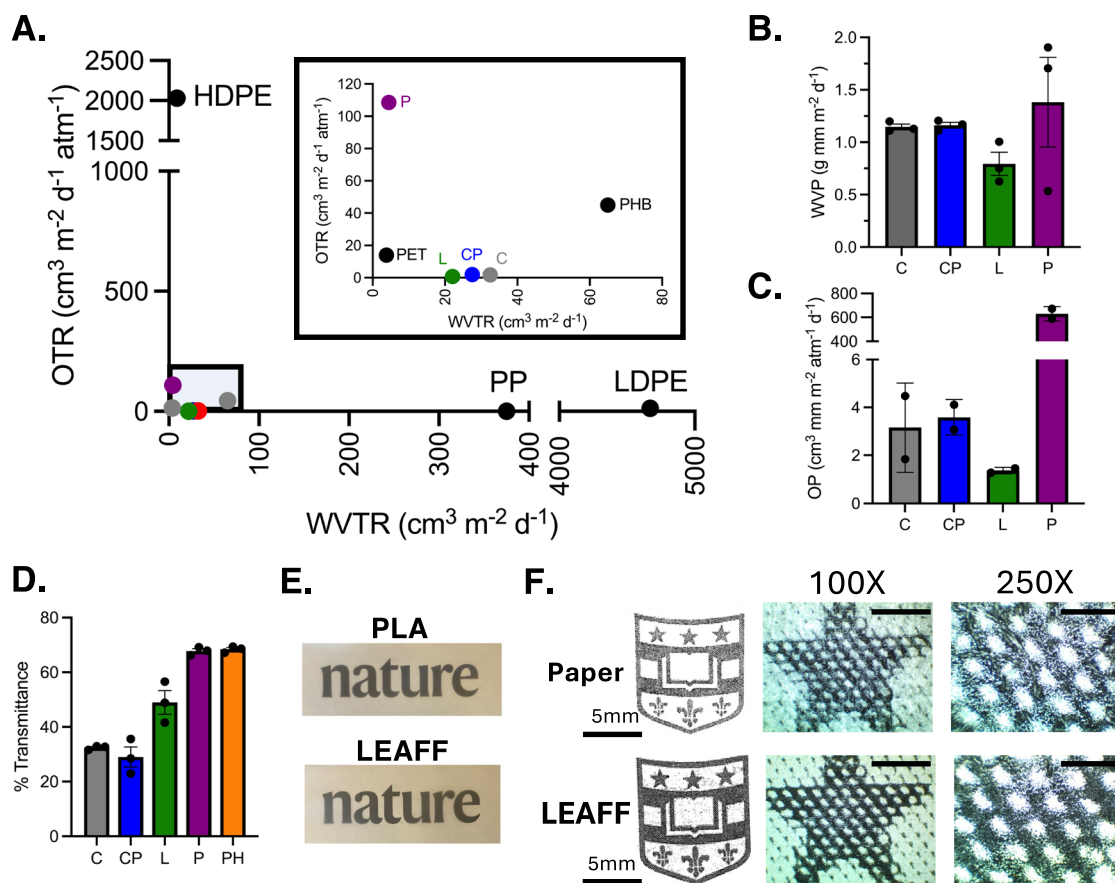 A.
2500
2000
1500
1000
500
0
HDPE
OTR (cm³ m⁻² d⁻¹ atm⁻¹)
0
100
200
300
400
4000
5000
PP
LDPE
WVTR (cm³ m⁻² d⁻¹)
120
100
80
60
40
20
0
OTR (cm³ m⁻² d⁻¹ atm⁻¹)
P
PHB
PET
L
CP
C
0
20
40
60
80
WVTR (cm³ m⁻² d⁻¹)
B.
2.0
1.5
1.0
0.5
0.0
WVP (g mm m⁻² d⁻¹)
C CP L P
C.
800
600
400
6
4
2
0
OP (cm³ mm m⁻² atm⁻¹ d⁻¹)
C CP L P
D.
80
60
40
20
0
% Transmittance
C CP L P PH
E.
PLA
nature
LEAFF
nature
F.
100X 250X
Paper
5mm
LEAFF
5mm